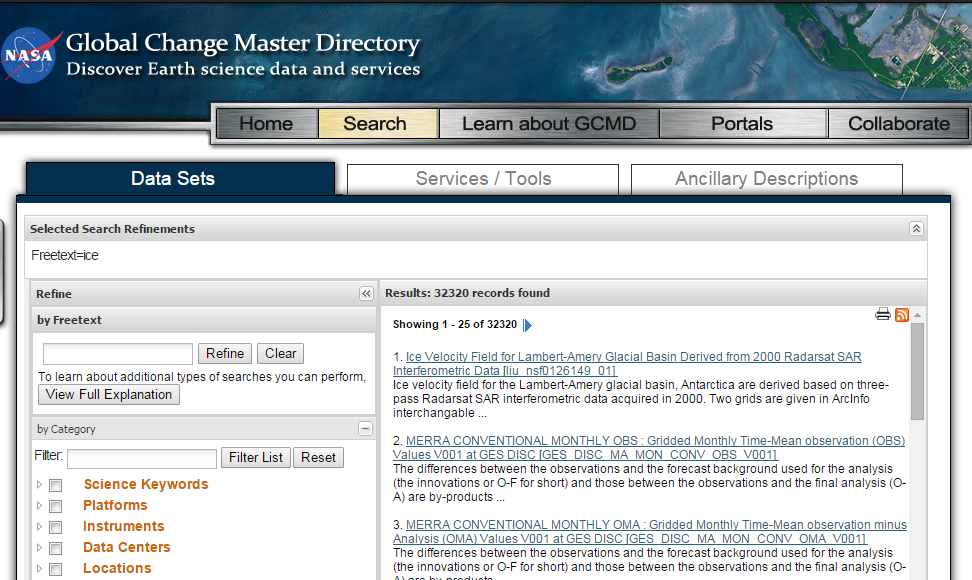 NASA
Global Change Master Directory
Discover Earth science data and services
Home
Search
Learn about GCMD
Portals
Collaborate
Data Sets
Services / Tools
Ancillary Descriptions
Selected Search Refinements
Freetext=ice
Refine
by Freetext
Refine
Clear
To learn about additional types of searches you can perform,
View Full Explanation
by Category
Filter:
Filter List
Reset
Science Keywords
Platforms
Instruments
Data Centers
Locations
Results: 32320 records found
Showing 1 - 25 of 32320
1. Ice Velocity Field for Lambert-Amery Glacial Basin Derived from 2000 Radarsat SAR
Interferometric Data [liu_nsf0126149_01]
Ice velocity field for the Lambert-Amery glacial basin, Antarctica are derived based on three-
pass Radarsat SAR interferometric data acquired in 2000. Two grids are given in ArcInfo
interchangable ...
2. MERRA CONVENTIONAL MONTHLY OBS : Gridded Monthly Time-Mean observation (OBS)
Values V001 at GES DISC [GES_DISC_MA_MON_CONV_OBS_V001]
The differences between the observations and the forecast background used for the analysis
(the innovations or O-F for short) and those between the observations and the final analysis (O-
A) are by-products ...
3. MERRA CONVENTIONAL MONTHLY OMA : Gridded Monthly Time-Mean observation minus
Analysis (OMA) Values V001 at GES DISC [GES_DISC_MA_MON_CONV_OMA_V001]
The differences between the observations and the forecast background used for the analysis
(the innovations or O-F for short) and those between the observations and the final analysis (O-
A) are by-products ...